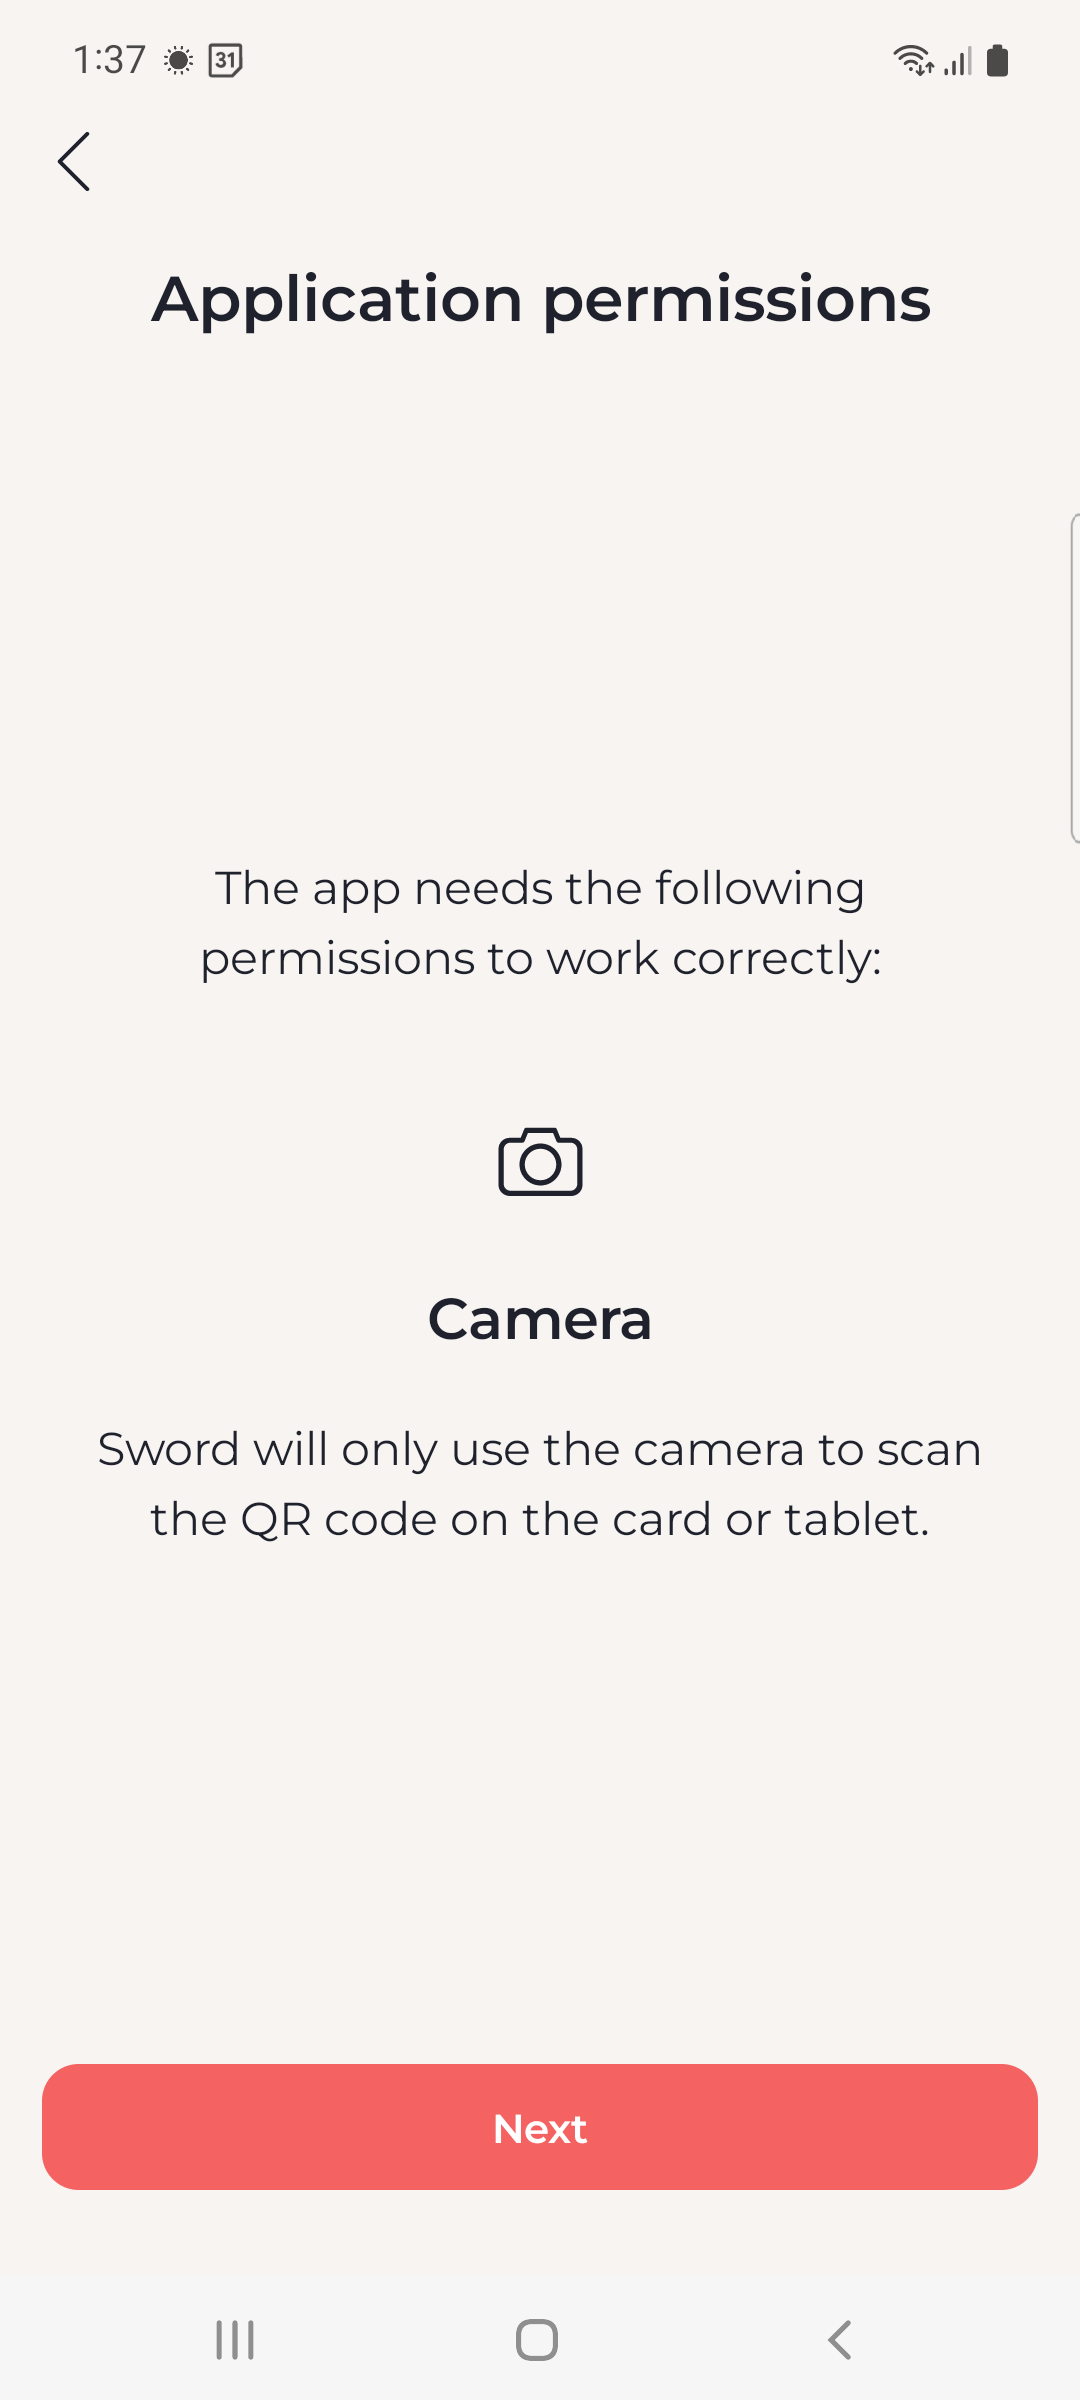 1:37
31
Application permissions
The app needs the following
permissions to work correctly:
Camera
Sword will only use the camera to scan
the QR code on the card or tablet.
Next